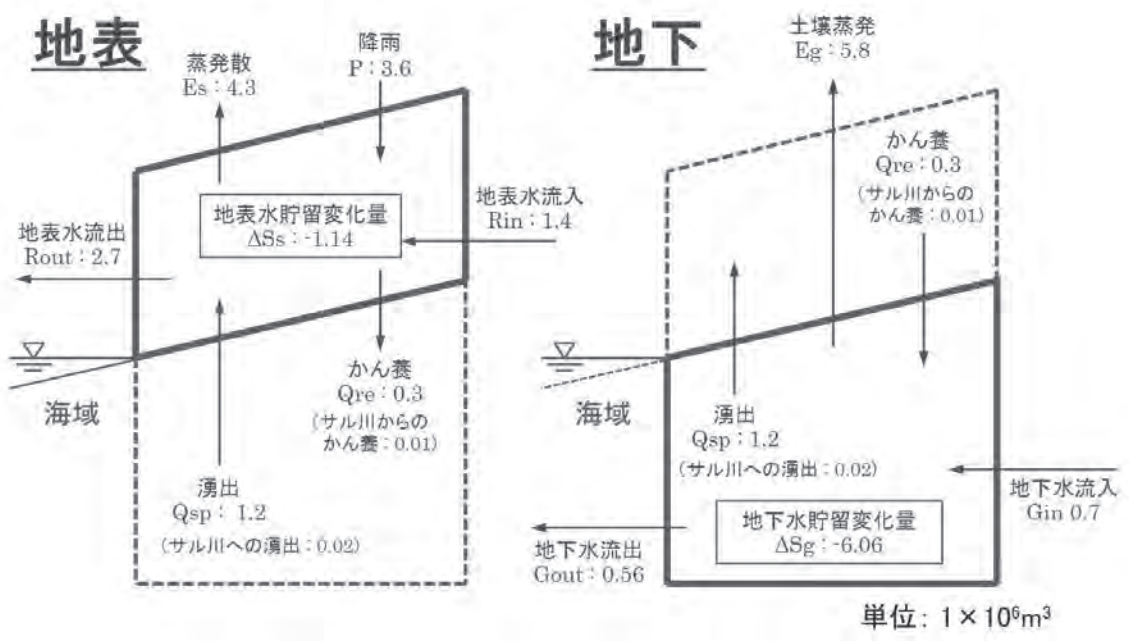 地表
蒸発散
Es：4.3
降雨
P：3.6
地表水貯留変化量
ΔSs：-1.14
地表水流入
Rin：1.4
地表水流出
Rout：2.7
かん養
Qre：0.3
(サル川からの
かん養：0.01)
海域
湧出
Qsp： 1.2
(サル川への湧出：0.02)
地下
土壌蒸発
Eg：5.8
かん養
Qre：0.3
(サル川からの
かん養：0.01)
海域
湧出
Qsp：1.2
(サル川への湧出：0.02)
地下水流入
Gin 0.7
地下水貯留変化量
ΔSg：-6.06
地下水流出
Gout：0.56
単位: 1×10⁶m³